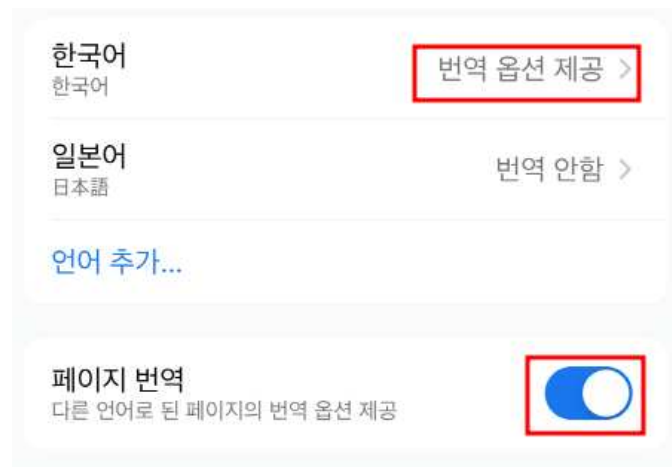 한국어
번역 옵션 제공 >
한국어
일본어
번역 안함 >
日本語
언어 추가...
페이지 번역
다른 언어로 된 페이지의 번역 옵션 제공